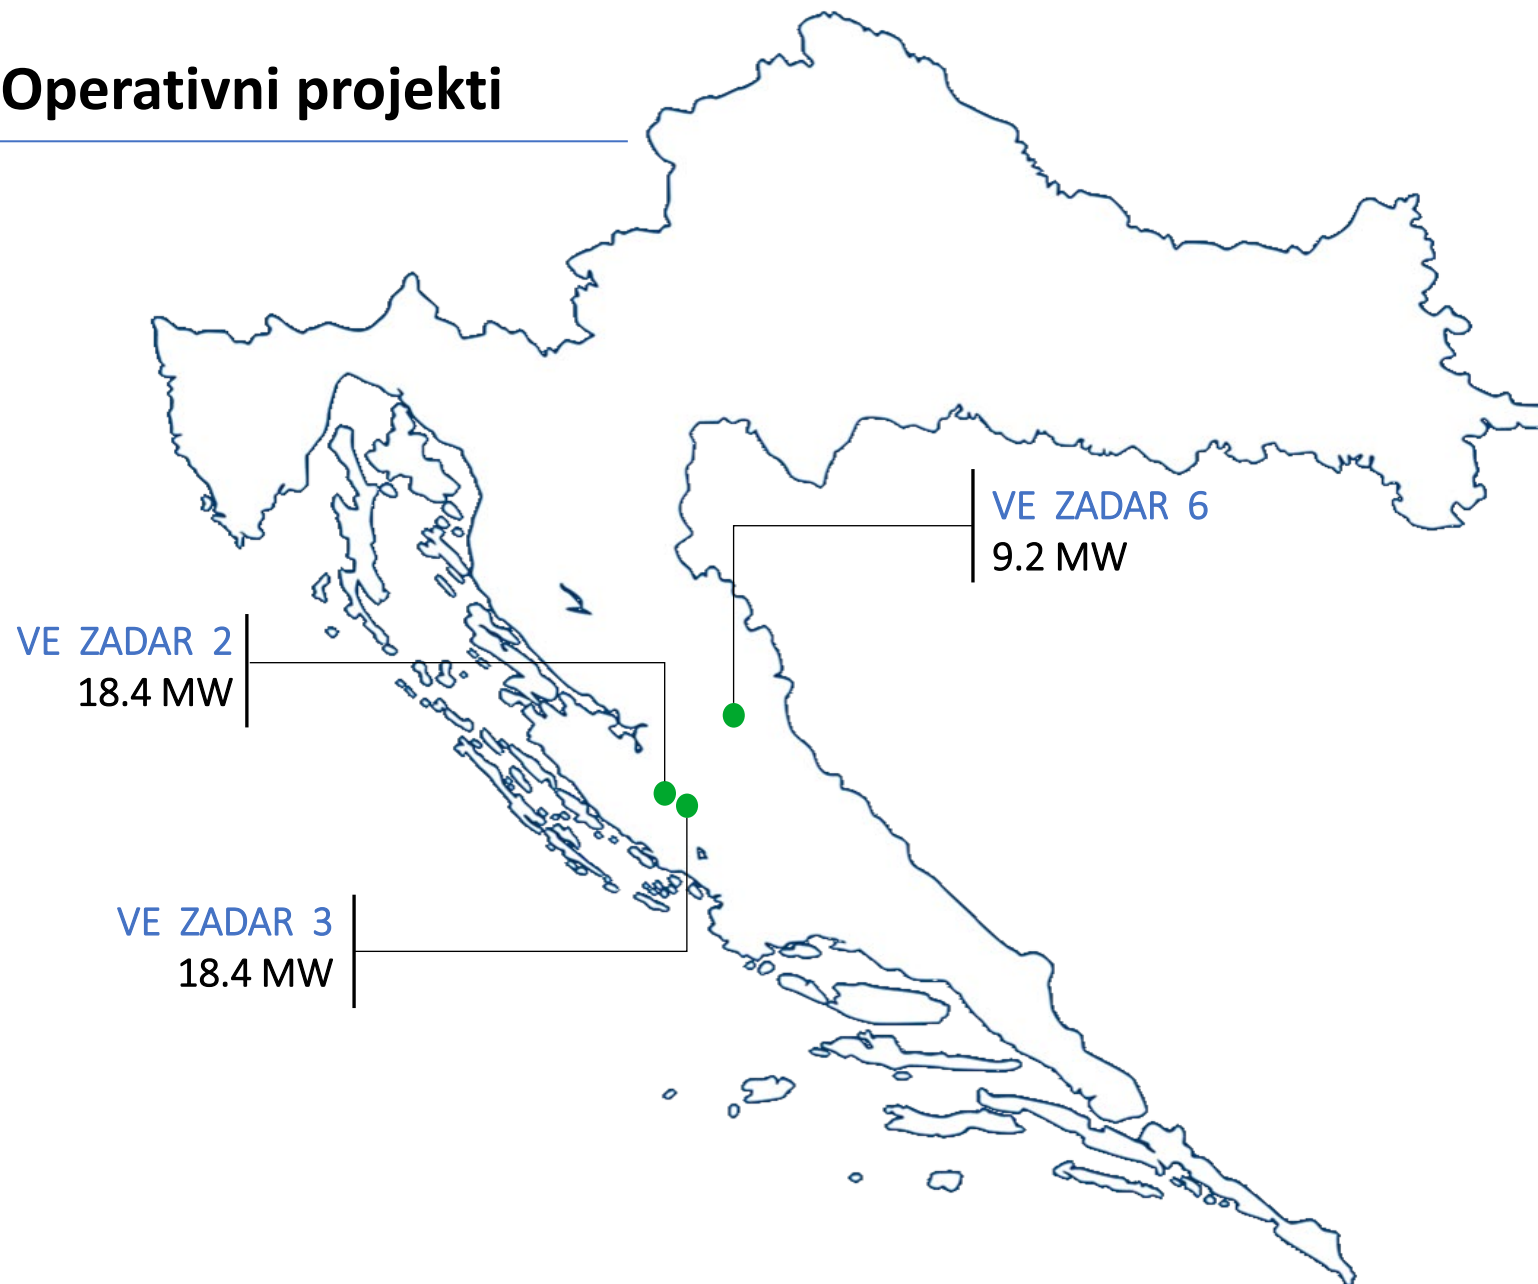 Operativni projekti
VE ZADAR 6
9.2 MW
VE ZADAR 2
18.4 MW
VE ZADAR 3
18.4 MW